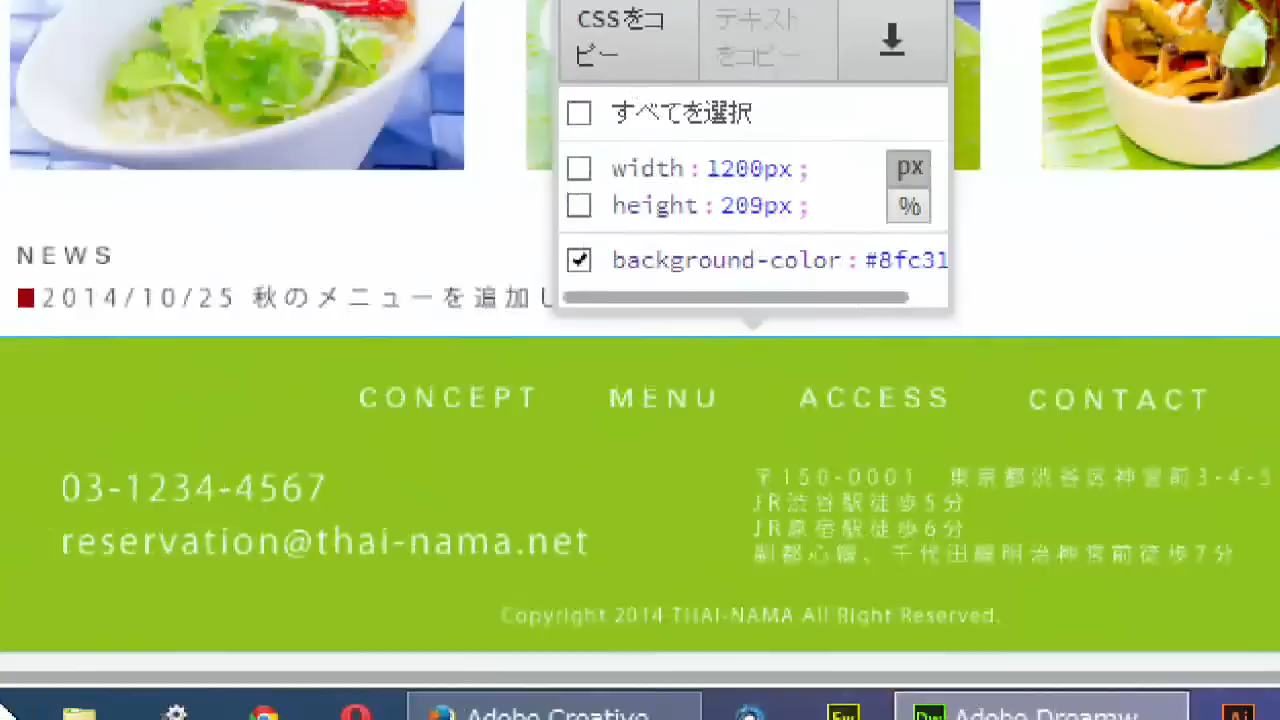 CSSをコ
ピー
テキスト
をコピー
すべてを選択
width:1200px;
px
height:209px;
%
background-color:#8fc31
NEWS
■2014/10/25 秋のメニューを追加し
CONCEPT MENU ACCESS CONTACT
03-1234-4567
reservation@thai-nama.net
〒150-0001 東京都渋谷区神宮前3-4-5
JR渋谷駅徒歩5分
JR原宿駅徒歩6分
副都心線、千代田線明治神宮前徒歩7分
Copyright 2014 THAI-NAMA All Right Reserved.
Adobe Creative
Fw
Dw
Adobe Dreamw
Ai